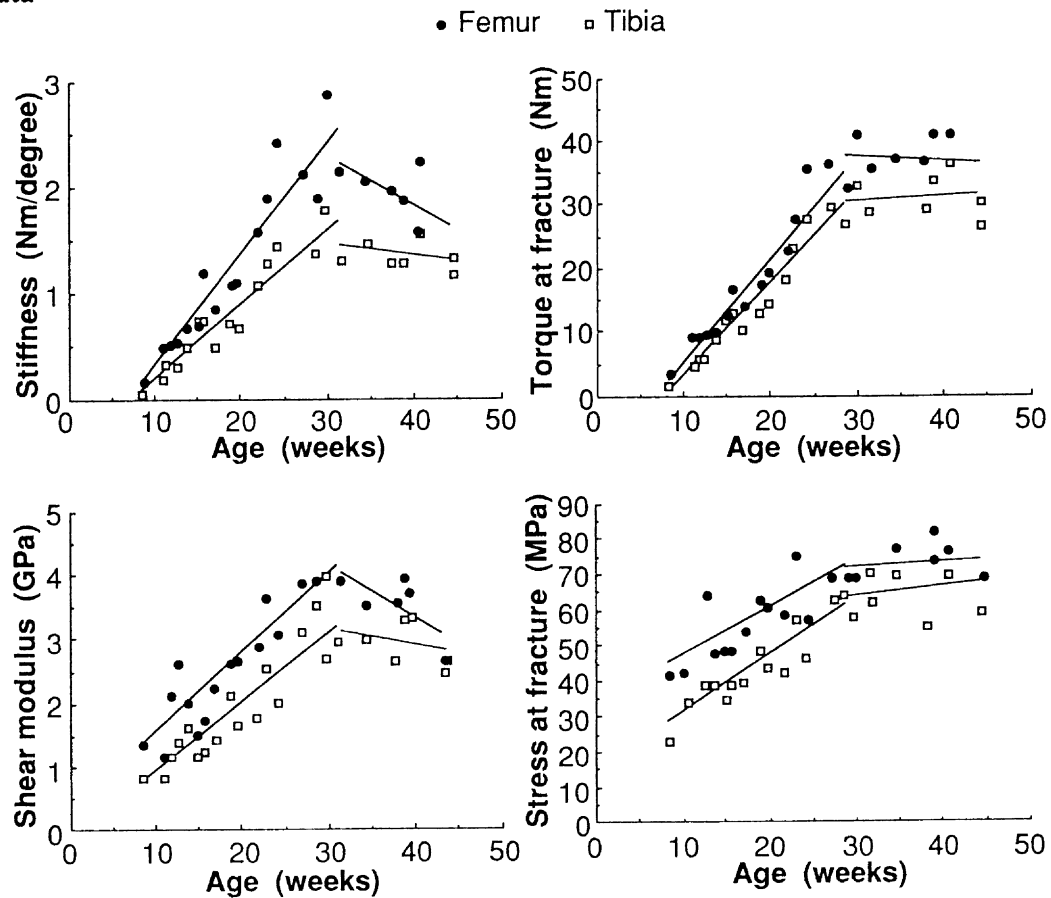 ● Femur □ Tibia
Stiffness (Nm/degree)
3
2
1
0
0 10 20 30 40 50
Age (weeks)
Torque at fracture (Nm)
50
40
30
20
10
0
0 10 20 30 40 50
Age (weeks)
Shear modulus (GPa)
5
4
3
2
1
0
0 10 20 30 40 50
Age (weeks)
Stress at fracture (MPa)
90
80
70
60
50
40
30
20
10
0
0 10 20 30 40 50
Age (weeks)